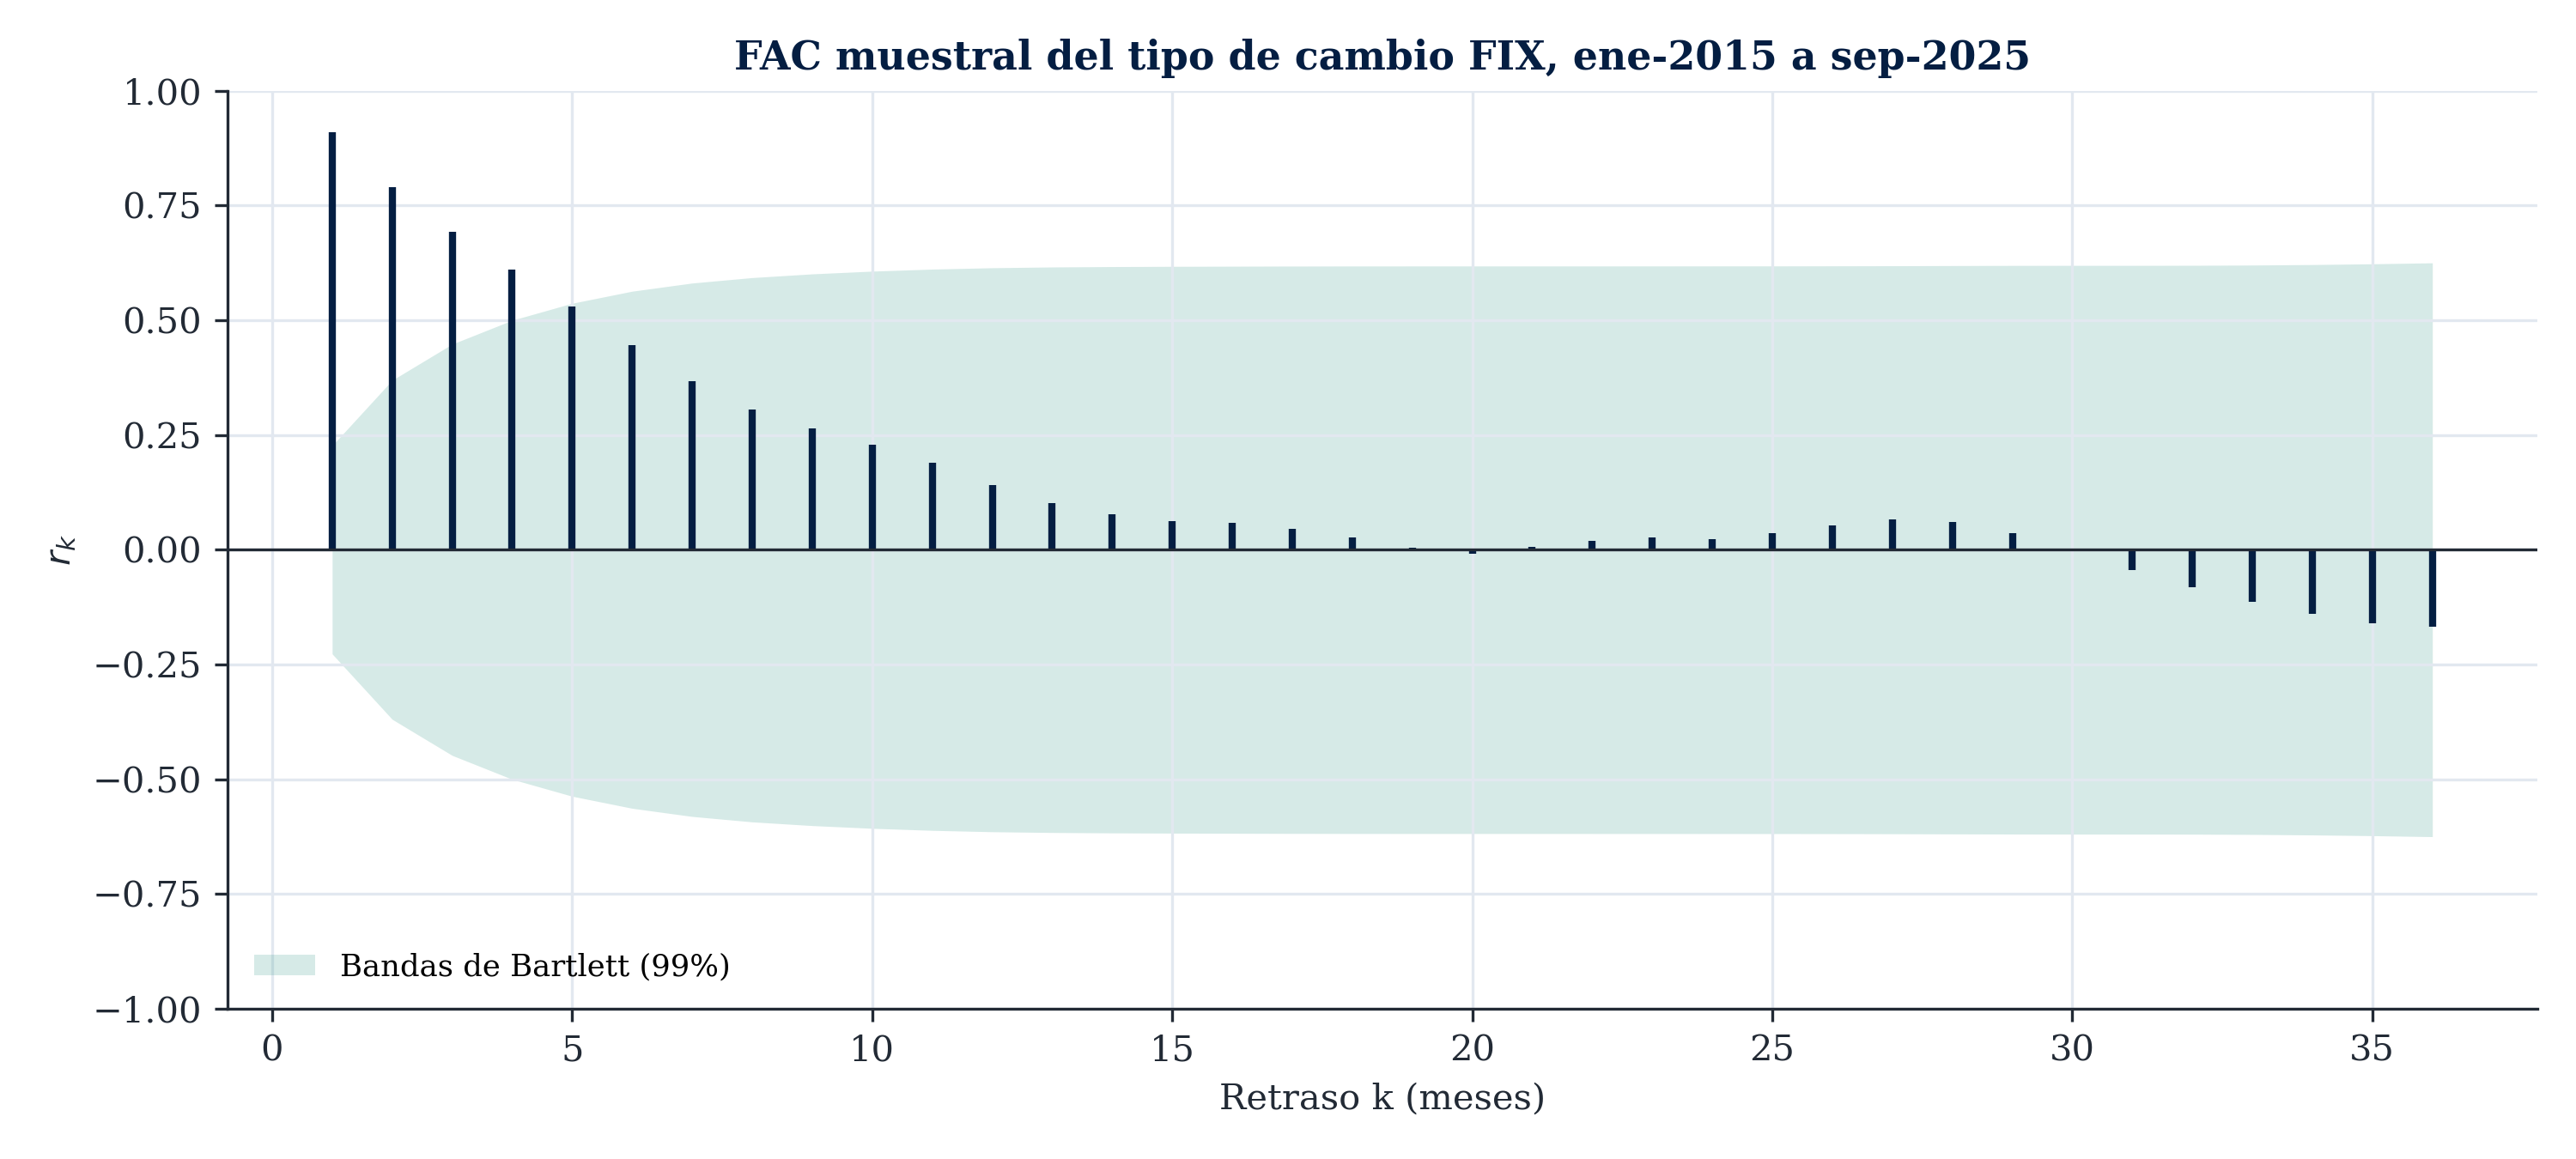 FAC muestral del tipo de cambio FIX, ene-2015 a sep-2025
1.00
0.75
0.50
0.25
0.00
−0.25
−0.50
−0.75
−1.00
r_k
Bandas de Bartlett (99%)
0 5 10 15 20 25 30 35
Retraso k (meses)